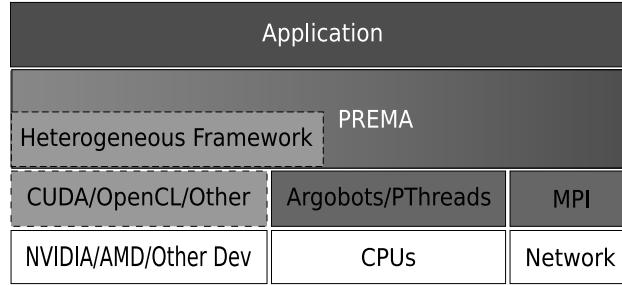 Application
PREMA
Heterogeneous Framework
CUDA/OpenCL/Other
Argobots/PThreads
MPI
NVIDIA/AMD/Other Dev
CPUs
Network